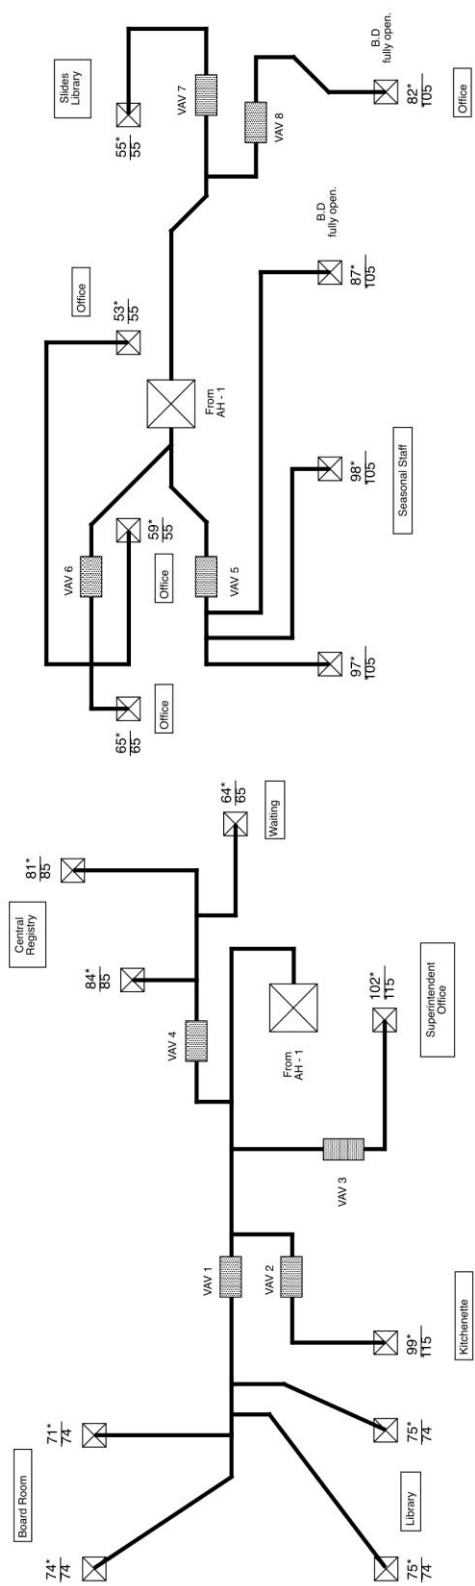 Board Room
74*
74
71*
74
75*
74
75*
74
Library
VAV 1
VAV 2
99*
115
Kitchenette
VAV 3
102*
115
Superintendent
Office
From
AH - 1
VAV 4
84*
85
81*
85
Central
Registry
64*
65
Waiting
65*
65
Office
VAV 6
59*
55
Office
53*
55
Office
VAV 5
97*
105
98*
105
Seasonal Staff
87*
105
B.D
fully open.
From
AH - 1
VAV 7
55*
55
Slides
Library
VAV 8
82*
105
Office
B.D
fully open.